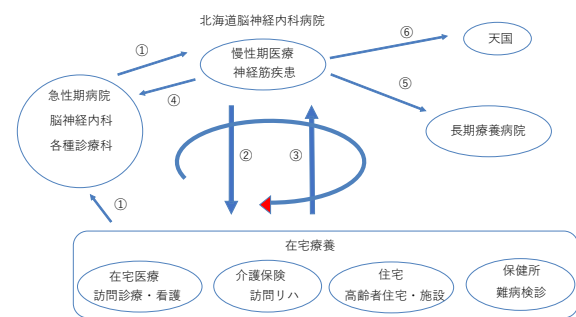 北海道脳神経内科病院
⑥
天国
①
慢性期医療
神経筋疾患
急性期病院
脳神経内科
各種診療科
④
⑤
長期療養病院
②
③
①
在宅療養
在宅医療
訪問診療・看護
介護保険
訪問リハ
住宅
高齢者住宅・施設
保健所
難病検診